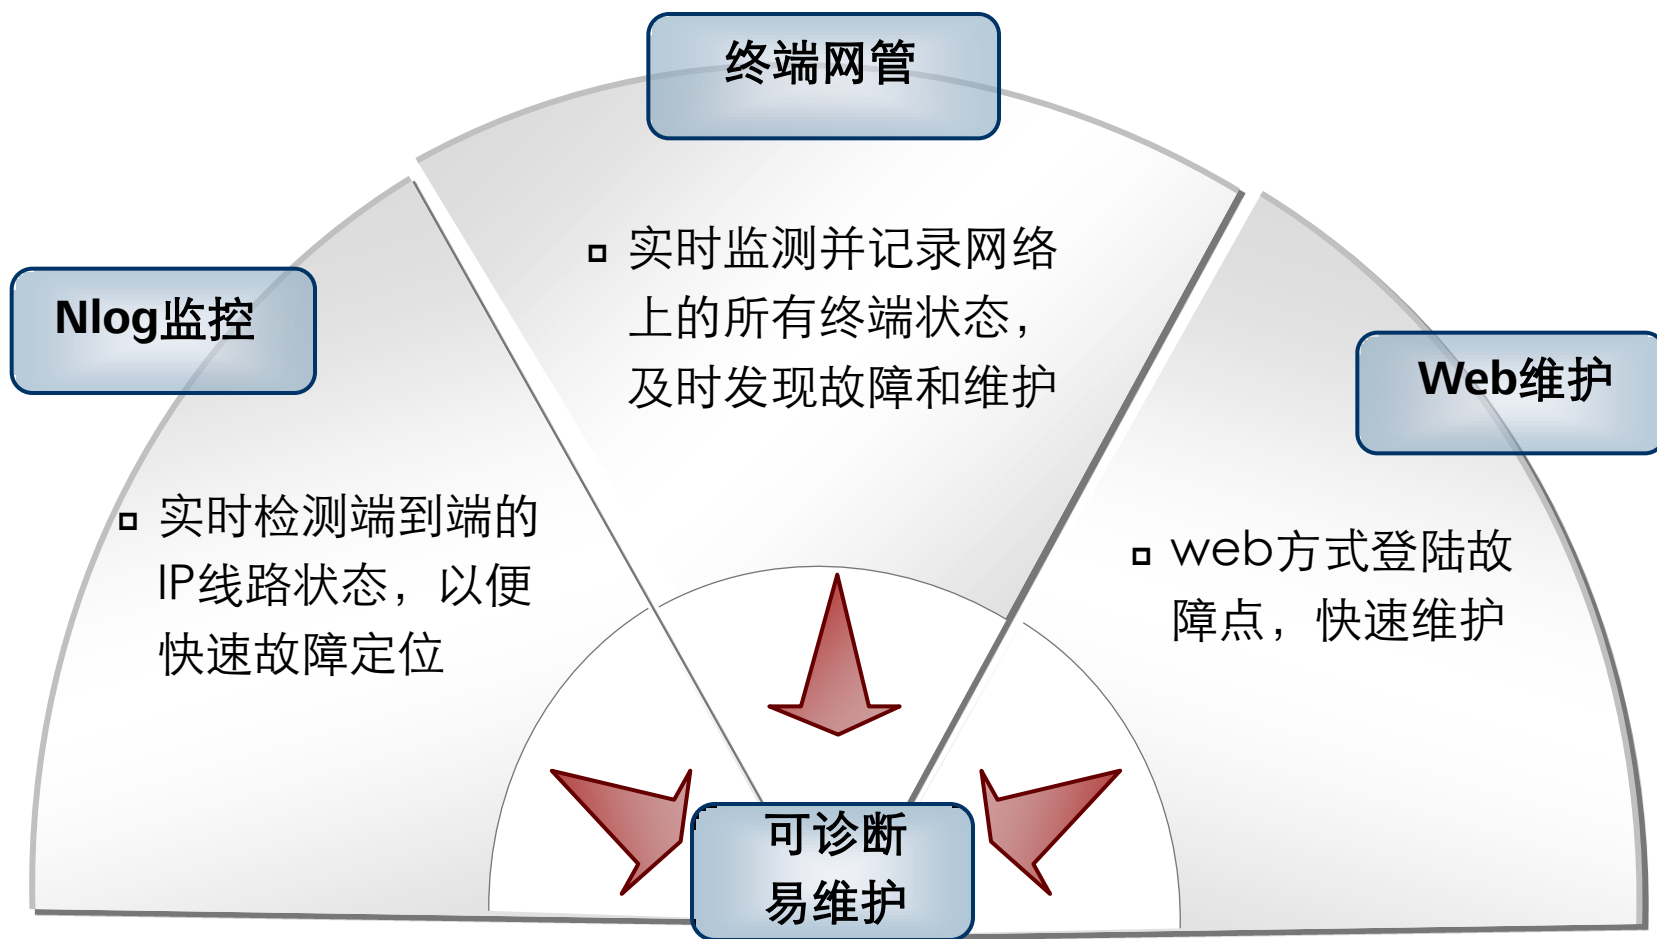 终端网管
实时监测并记录网络
上的所有终端状态，
及时发现故障和维护
Nlog监控
实时检测端到端的
IP线路状态，以便
快速故障定位
Web维护
web方式登陆故
障点，快速维护
可诊断
易维护